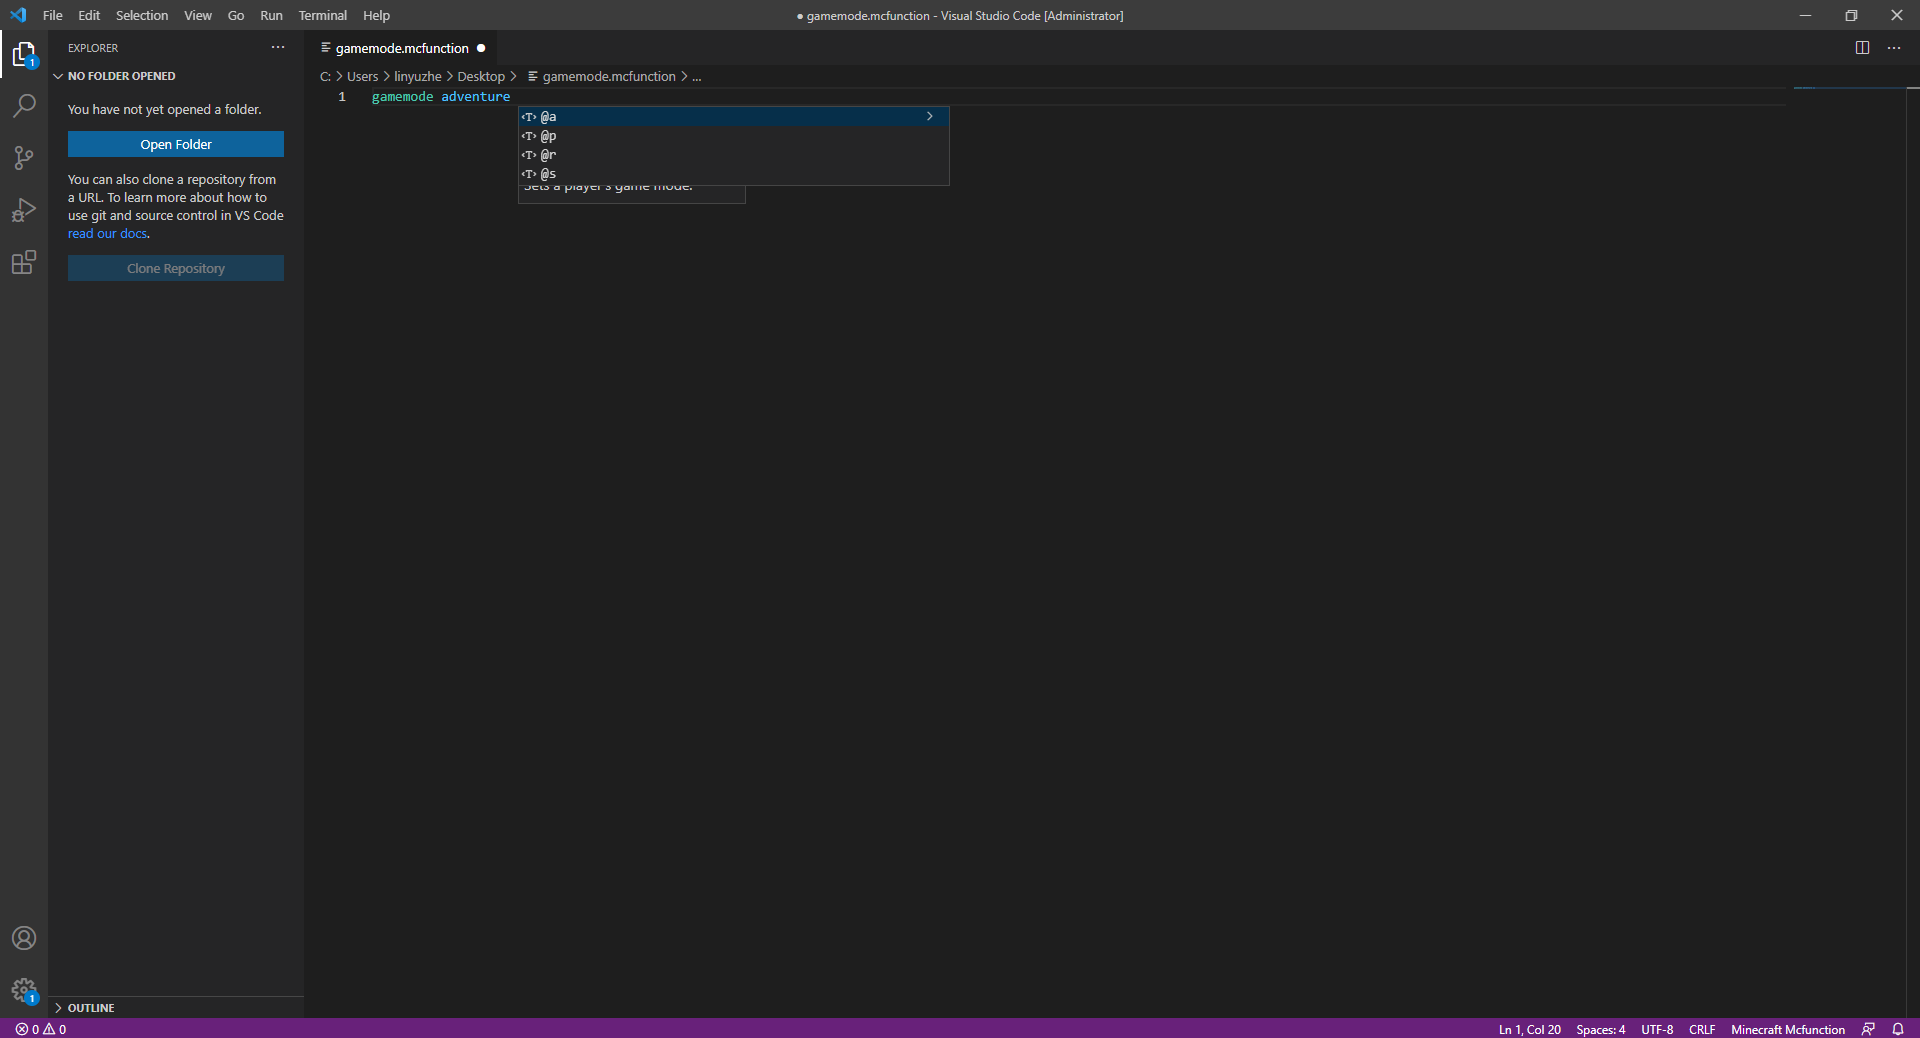 File Edit Selection View Go Run Terminal Help
● gamemode.mcfunction - Visual Studio Code [Administrator]
EXPLORER
gamemode.mcfunction
NO FOLDER OPENED
C: > Users > linyuzhe > Desktop > gamemode.mcfunction > ...
1 gamemode adventure
You have not yet opened a folder.
Open Folder
You can also clone a repository from
a URL. To learn more about how to
use git and source control in VS Code
read our docs.
Clone Repository
@a
@p
@r
@s
Sets a player's game mode.
1
1
OUTLINE
0 0
Ln 1, Col 20 Spaces: 4 UTF-8 CRLF Minecraft Mcfunction